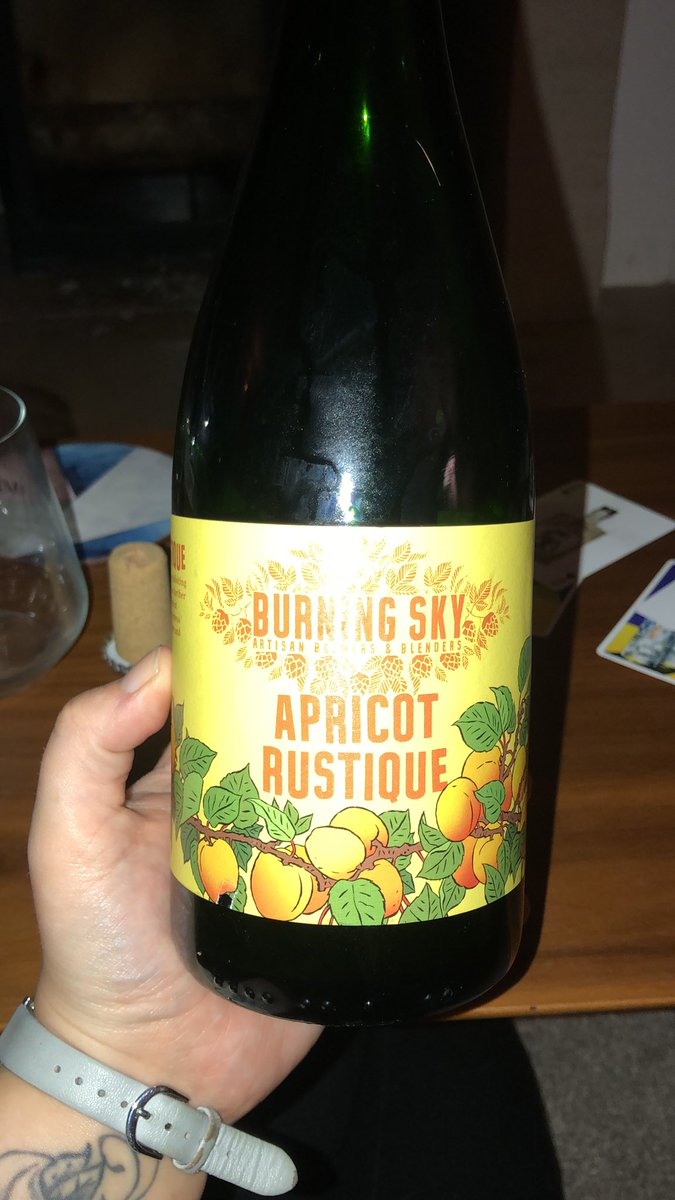 BURNING SKY
ARTISAN BREWERS & BLENDERS
APRICOT
RUSTIQUE